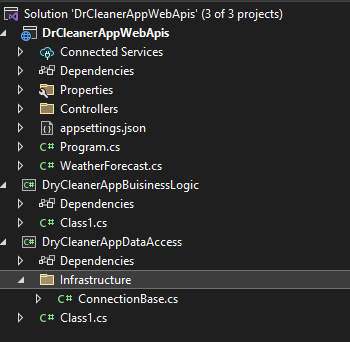 Solution 'DrCleanerAppWebApis' (3 of 3 projects)
DrCleanerAppWebApis
Connected Services
Dependencies
Properties
Controllers
appsettings.json
C# Program.cs
C# WeatherForecast.cs
C# DryCleanerAppBuisinessLogic
Dependencies
C# Class1.cs
C# DryCleanerAppDataAccess
Dependencies
Infrastructure
C# ConnectionBase.cs
C# Class1.cs